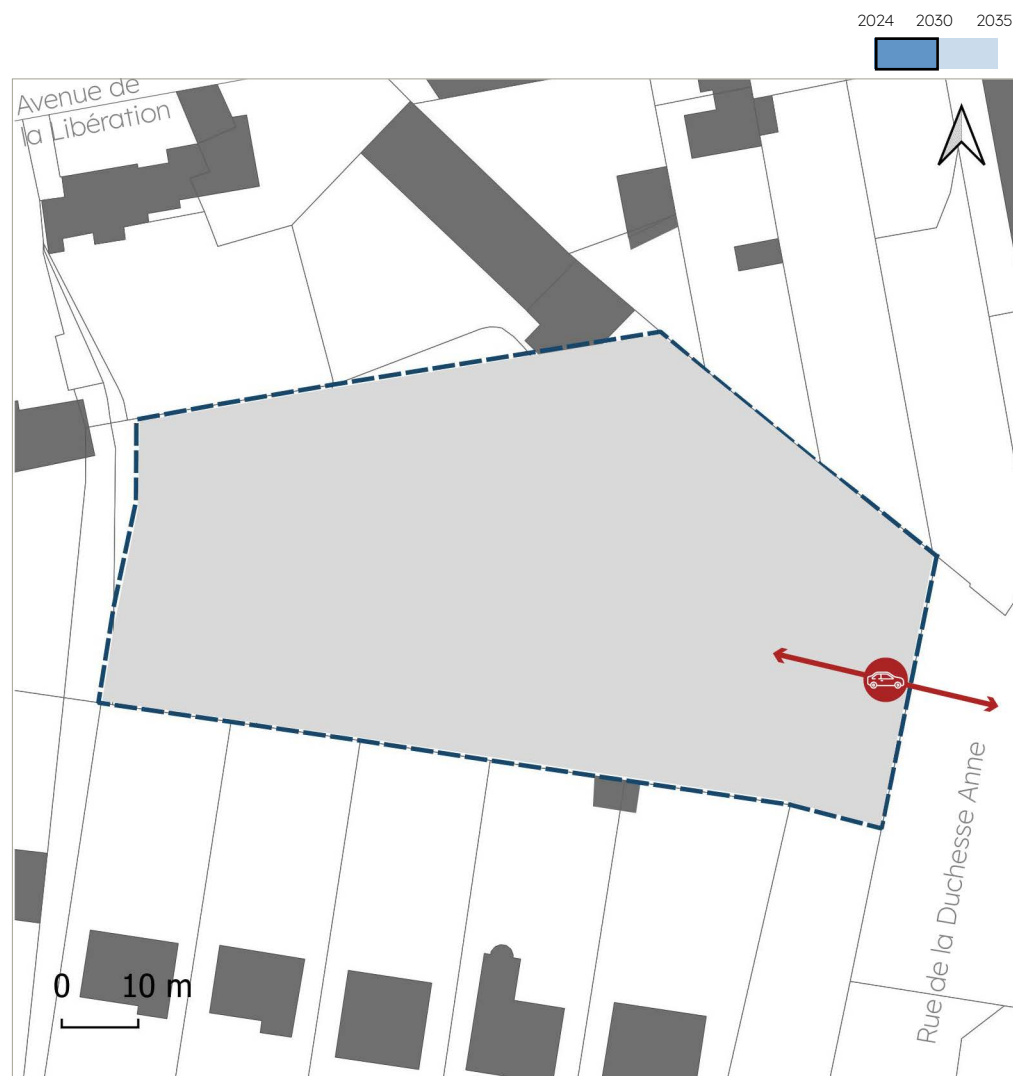 2024 2030 2035
Avenue de
la Libération
Rue de la Duchesse Anne
0 10 m